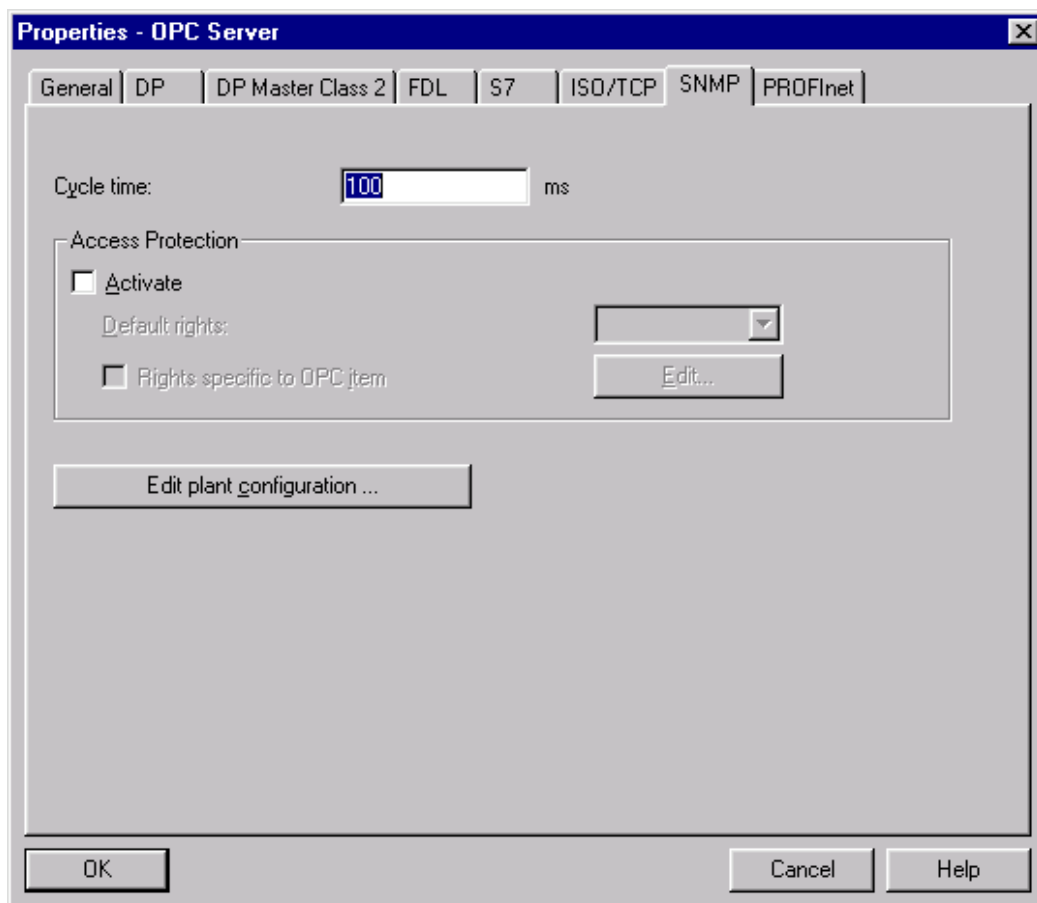 Properties - OPC Server
General DP DP Master Class 2 FDL S7 ISO/TCP SNMP PROFInet
Cycle time: 100 ms
Access Protection
Activate
Default rights:
Rights specific to OPC item Edit...
Edit plant configuration ...
OK Cancel Help